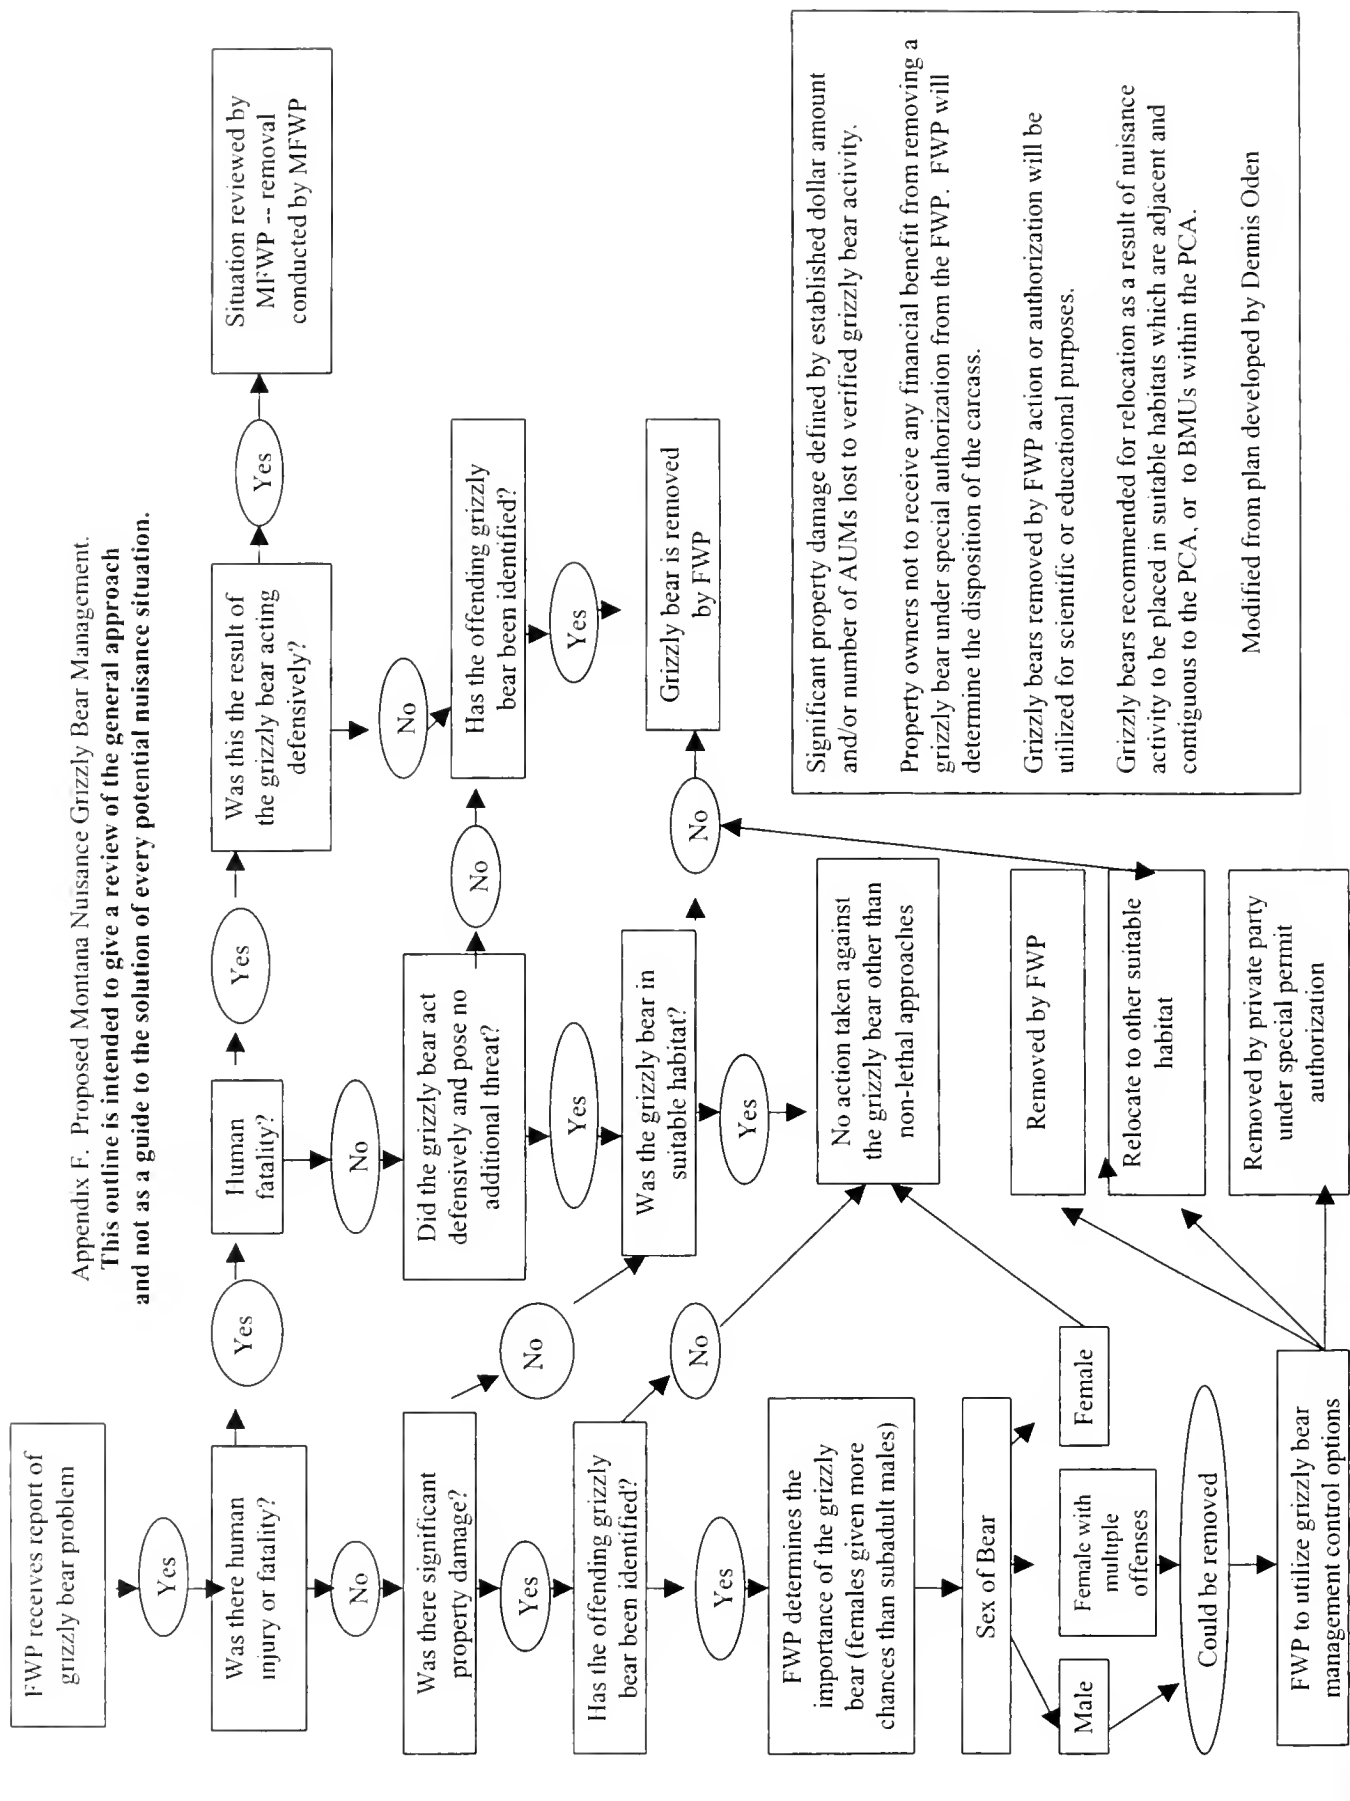 Appendix F. Proposed Montana Nuisance Grizzly Bear Management.
This outline is intended to give a review of the general approach
and not as a guide to the solution of every potential nuisance situation.
FWP receives report of
grizzly bear problem
Yes
Was there human
injury or fatality?
Yes
Human
fatality?
Yes
Was this the result of
the grizzly bear acting
defensively?
Yes
Situation reviewed by
MFWP -- removal
conducted by MFWP
No
No
No
Was there significant
property damage?
Did the grizzly bear act
defensively and pose no
additional threat?
No
Has the offending grizzly
bear been identified?
Yes
No
Yes
Yes
Has the offending grizzly
bear been identified?
Was the grizzly bear in
suitable habitat?
No
Grizzly bear is removed
by FWP
Yes
No
Yes
FWP determines the
importance of the grizzly
bear (females given more
chances than subadult males)
No action taken against
the grizzly bear other than
non-lethal approaches
Sex of Bear
Male
Female with
multiple
offenses
Female
Could be removed
FWP to utilize grizzly bear
management control options
Removed by FWP
Relocate to other suitable
habitat
Removed by private party
under special permit
authorization
Significant property damage defined by established dollar amount
and/or number of AUMs lost to verified grizzly bear activity.
Property owners not to receive any financial benefit from removing a
grizzly bear under special authorization from the FWP. FWP will
determine the disposition of the carcass.
Grizzly bears removed by FWP action or authorization will be
utilized for scientific or educational purposes.
Grizzly bears recommended for relocation as a result of nuisance
activity to be placed in suitable habitats which are adjacent and
contiguous to the PCA, or to BMUs within the PCA.
Modified from plan developed by Dennis Oden